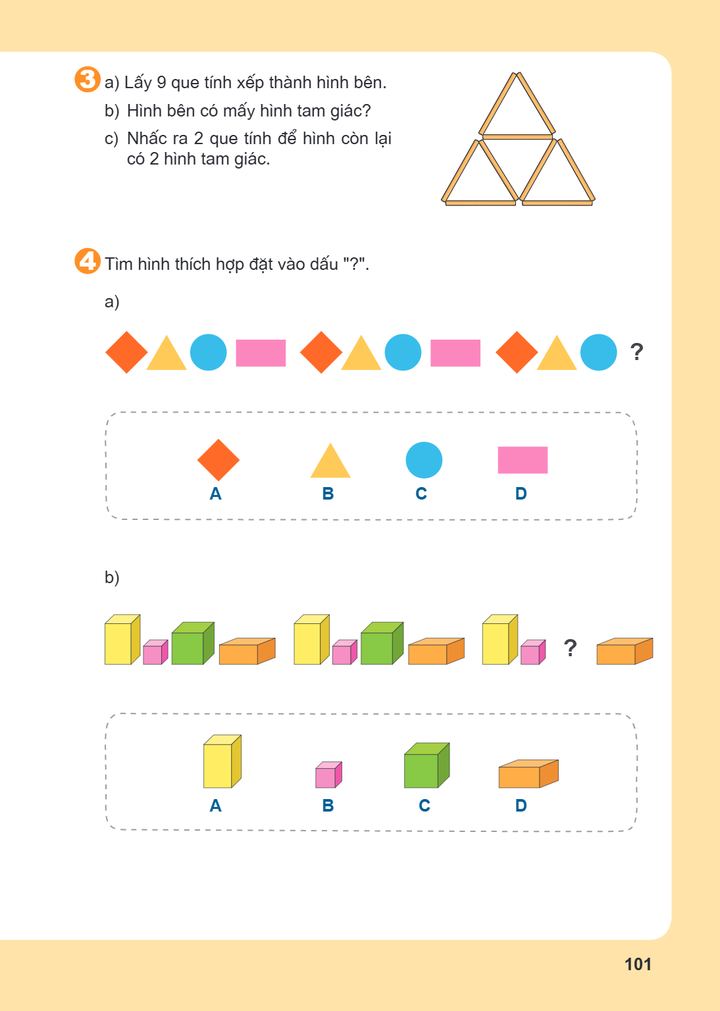 3 a) Lấy 9 que tính xếp thành hình bên.
b) Hình bên có mấy hình tam giác?
c) Nhấc ra 2 que tính để hình còn lại
có 2 hình tam giác.
4 Tìm hình thích hợp đặt vào dấu "?".
a)
?
A B C D
b)
?
A B C D
101